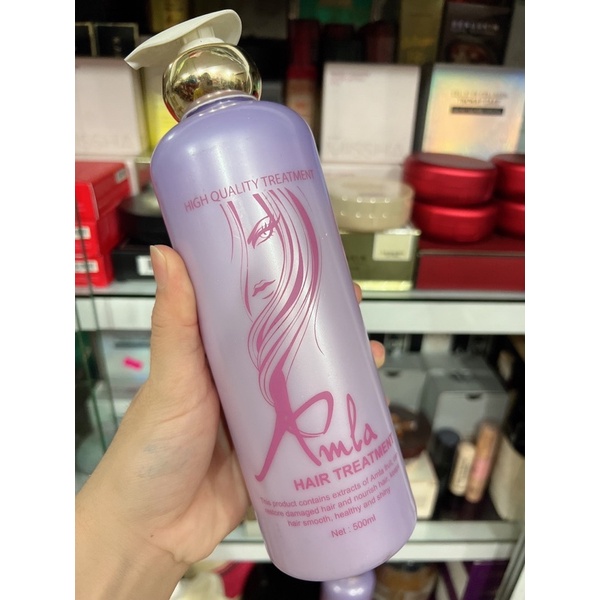 HIGH QUALITY TREATMENT
Amla
HAIR TREATMENT
This product contains extracts of Amla
restore damaged hair and nourish hair,
hair smooth, healthy and shiny
Net : 500ml